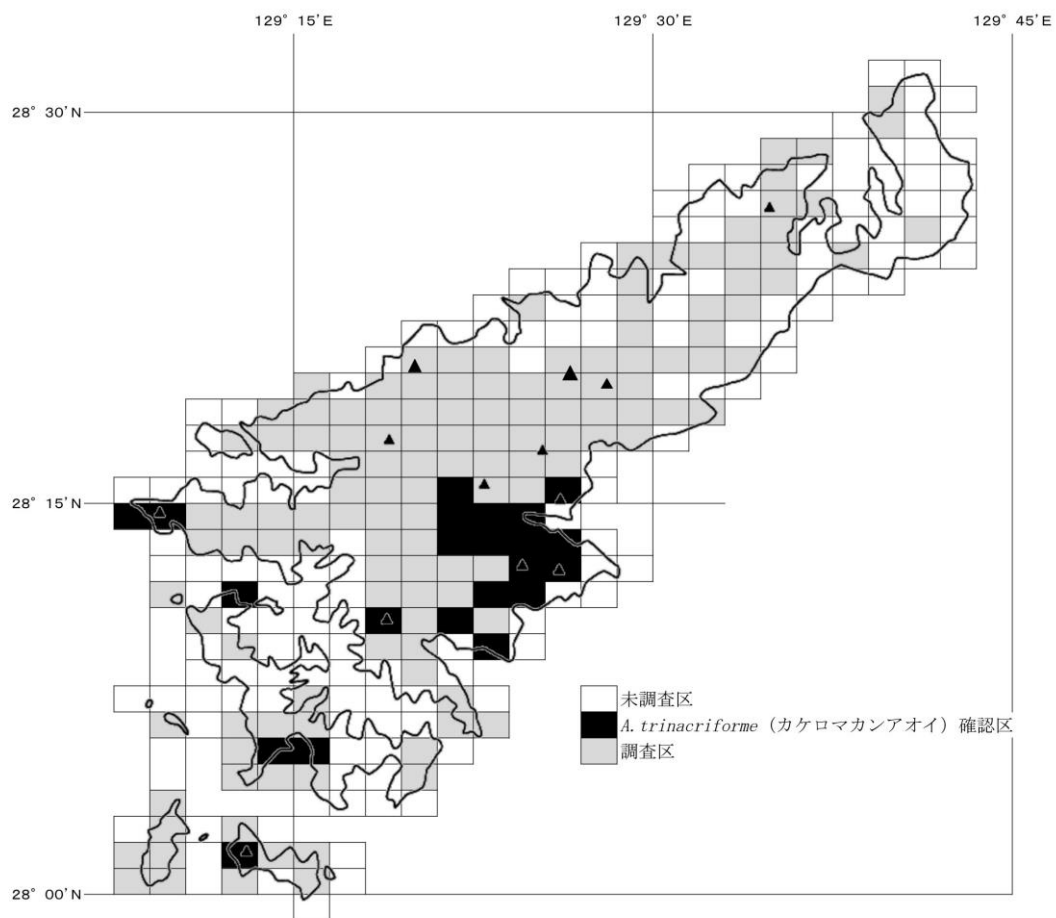 129° 15'E
129° 30'E
129° 45'E
28° 30'N
28° 15'N
未調査区
A. trinacriforme (カケロマカンアオイ) 確認区
調査区
28° 00'N